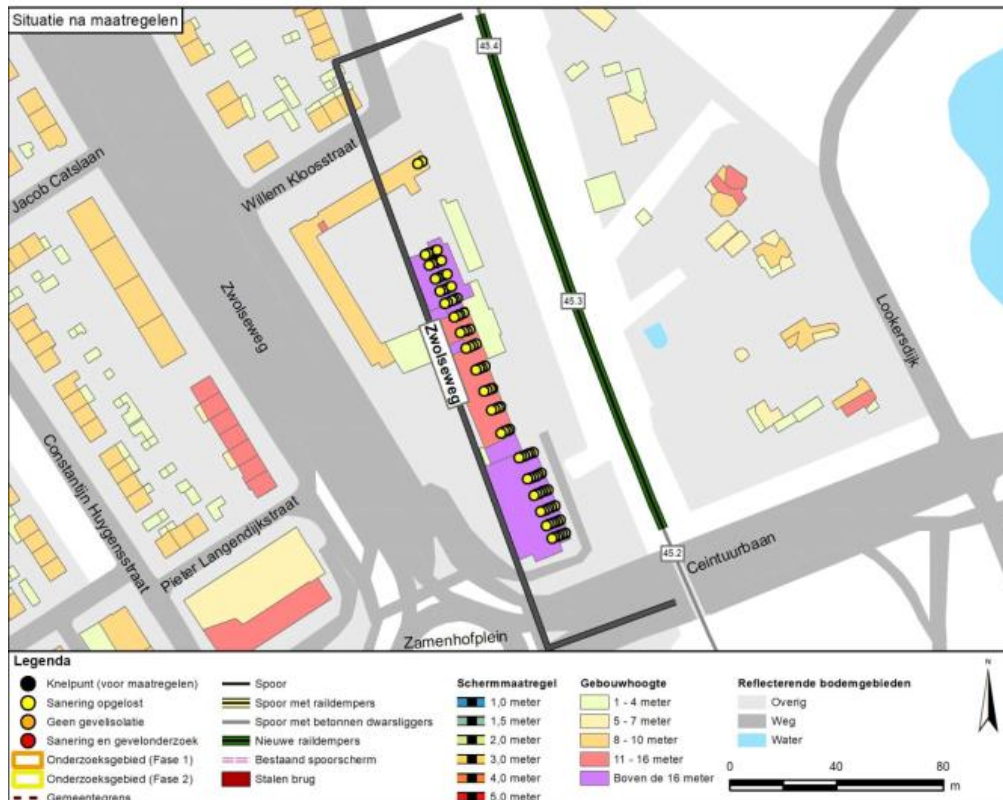 Situatie na maatregelen
45.4
Jacob Catslaan
Willem Kloosstraat
Zwolseweg
45.3
Zwolseweg
Lookersdijk
Constantijn Huygensstraat
Pieter Langendijkstraat
45.2
Ceintuurbaan
Zamenhofplein
Legenda
Knelpunt (voor maatregelen)
Sanering opgelost
Geen gevelisolatie
Sanering en gevelonderzoek
Onderzoeksgebied (Fase 1)
Onderzoeksgebied (Fase 2)
Gemeentegrens
Spoor
Spoor met raildempers
Spoor met betonnen dwarsliggers
Nieuwe raildempers
Bestaand spoorscherm
Stalen brug
Schermmaatregel
1,0 meter
1,5 meter
2,0 meter
3,0 meter
4,0 meter
5,0 meter
Gebouwhoogte
1 - 4 meter
5 - 7 meter
8 - 10 meter
11 - 16 meter
Boven de 16 meter
Reflecterende bodemgebieden
Overig
Weg
Water
N
0 40 80
m